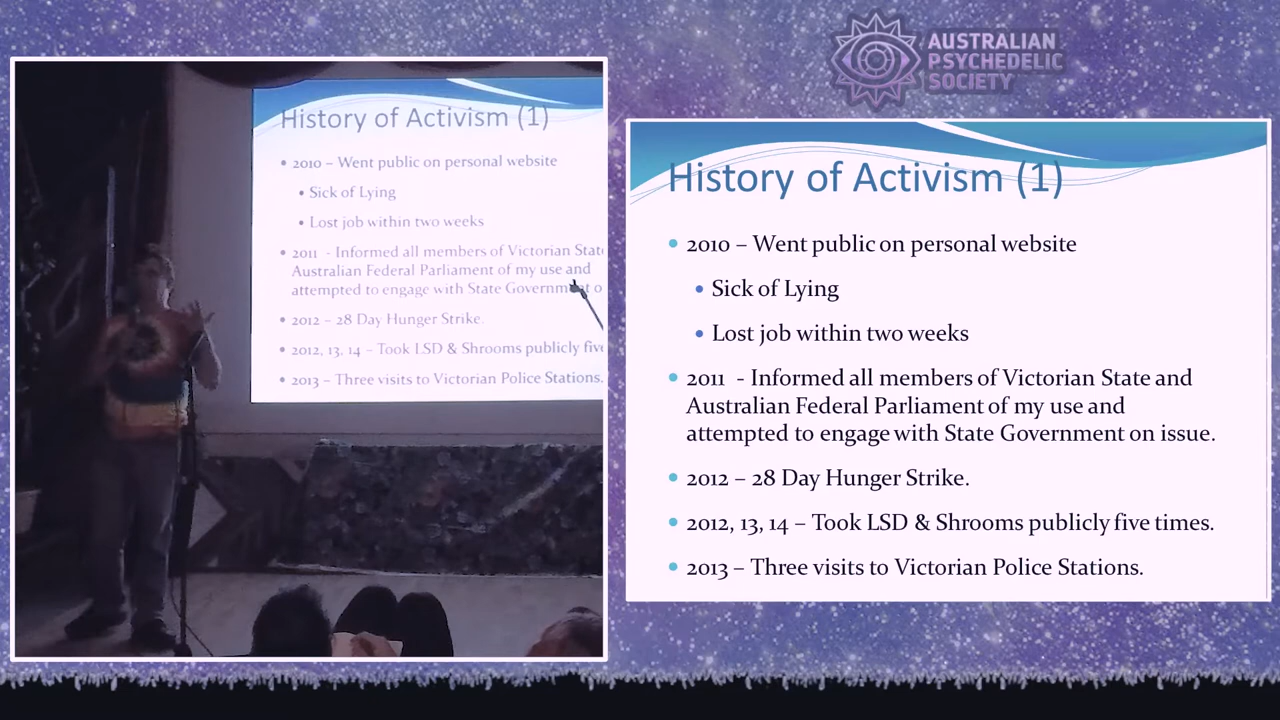 AUSTRALIAN
PSYCHEDELIC
SOCIETY
History of Activism (1)
• 2010 – Went public on personal website
• Sick of Lying
• Lost job within two weeks
• 2011 - Informed all members of Victorian State
Australian Federal Parliament of my use and
attempted to engage with State Government o
• 2012 – 28 Day Hunger Strike.
• 2012, 13, 14 – Took LSD & Shrooms publicly five
• 2013 – Three visits to Victorian Police Stations.
History of Activism (1)
• 2010 – Went public on personal website
• Sick of Lying
• Lost job within two weeks
• 2011 - Informed all members of Victorian State and
Australian Federal Parliament of my use and
attempted to engage with State Government on issue.
• 2012 – 28 Day Hunger Strike.
• 2012, 13, 14 – Took LSD & Shrooms publicly five times.
• 2013 – Three visits to Victorian Police Stations.